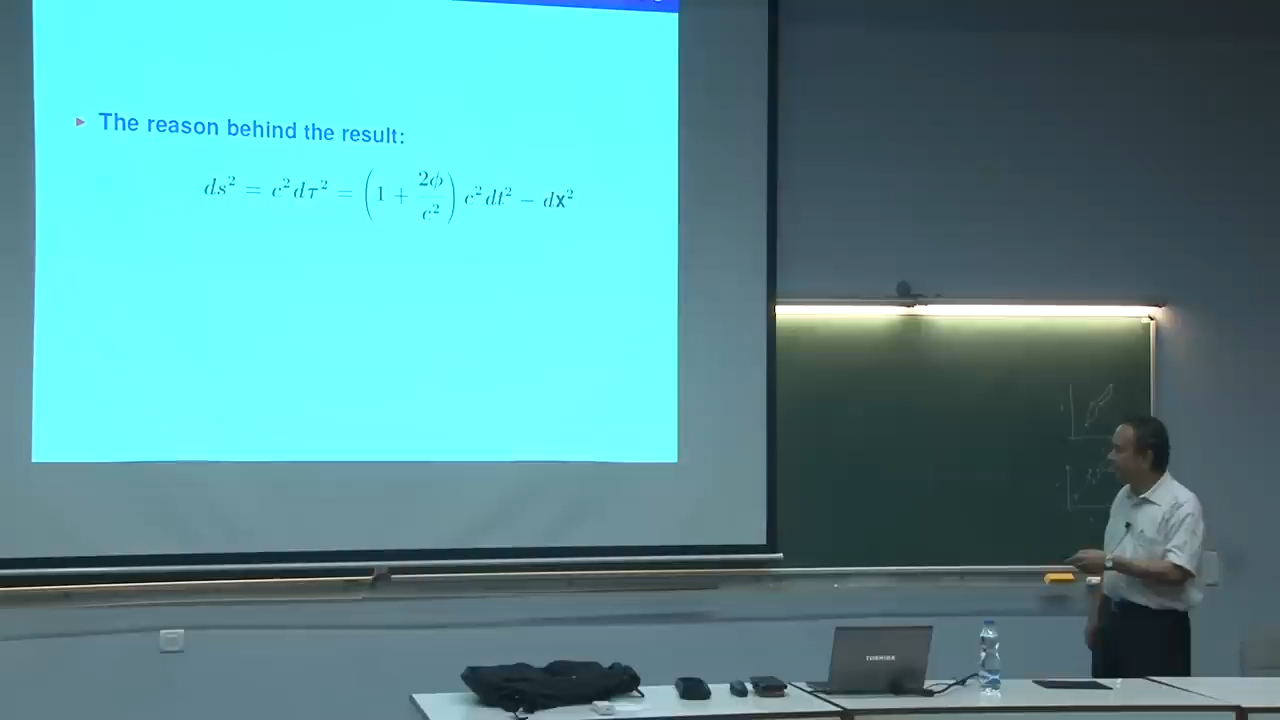 The reason behind the result:
ds² = c²dτ² = (1 + 2φ/c²) c²dt² − dx²
TOSHIBA